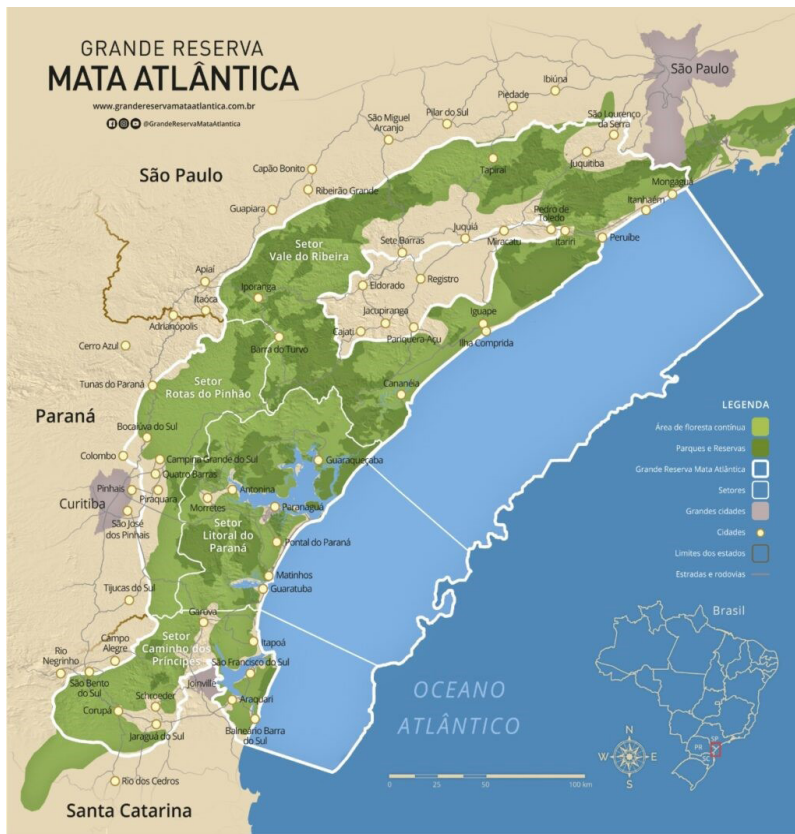 GRANDE RESERVA
MATA ATLÂNTICA
www.grandereservamataatlantica.com.br
@GrandeReservaMataAtlantica
São Paulo
Ibiúna
Piedade
Pilar do Sul
São Miguel
Arcanjo
São Lourenço
da Serra
Juquitiba
São Paulo
Capão Bonito
Ribeirão Grande
Guapiara
Tapiraí
Mongaguá
Itanhaém
Pedro de
Toledo
Juquiá
Miracatu
Itariri
Peruíbe
Sete Barras
Setor
Vale do Ribeira
Apiaí
Itaóca
Iporanga
Eldorado
Registro
Adrianópolis
Jacupiranga
Cajati
Pariquera-Açu
Iguape
Ilha Comprida
Cerro Azul
Barra do Turvo
Tunas do Paraná
Setor
Rotas do Pinhão
Cananéia
Paraná
Bocaiúva do Sul
Colombo
Campina Grande do Sul
Quatro Barras
Guaraqueçaba
Pinhais
Piraquara
Antonina
Curitiba
Morretes
Paranaguá
São José
dos Pinhais
Setor
Litoral do
Paraná
Pontal do Paraná
Matinhos
Guaratuba
Tijucas do Sul
Garuva
Setor
Caminho dos
Príncipes
Itapoá
Campo
Alegre
Rio
Negrinho
São Bento
do Sul
São Francisco do Sul
Joinville
Schroeder
Araquari
Corupá
Jaraguá do Sul
Balneário Barra
do Sul
Rio dos Cedros
Santa Catarina
LEGENDA
Área de floresta contínua
Parques e Reservas
Grande Reserva Mata Atlântica
Setores
Grandes cidades
Cidades
Limites dos estados
Estradas e rodovias
Brasil
SP
PR
SC
OCEANO
ATLÂNTICO
N
W
E
S
0
25
50
100 km